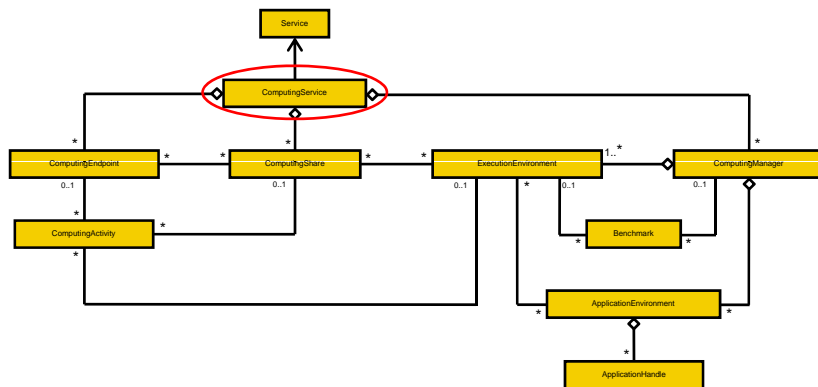 Service
ComputingService
* * *
ComputingEndpoint * * ComputingShare * * ExecutionEnvironment 1..* ComputingManager
0..1 0..1 0..1 * 0..1 0..1
* ComputingActivity * * Benchmark *
*
* ApplicationEnvironment *
*
ApplicationHandle